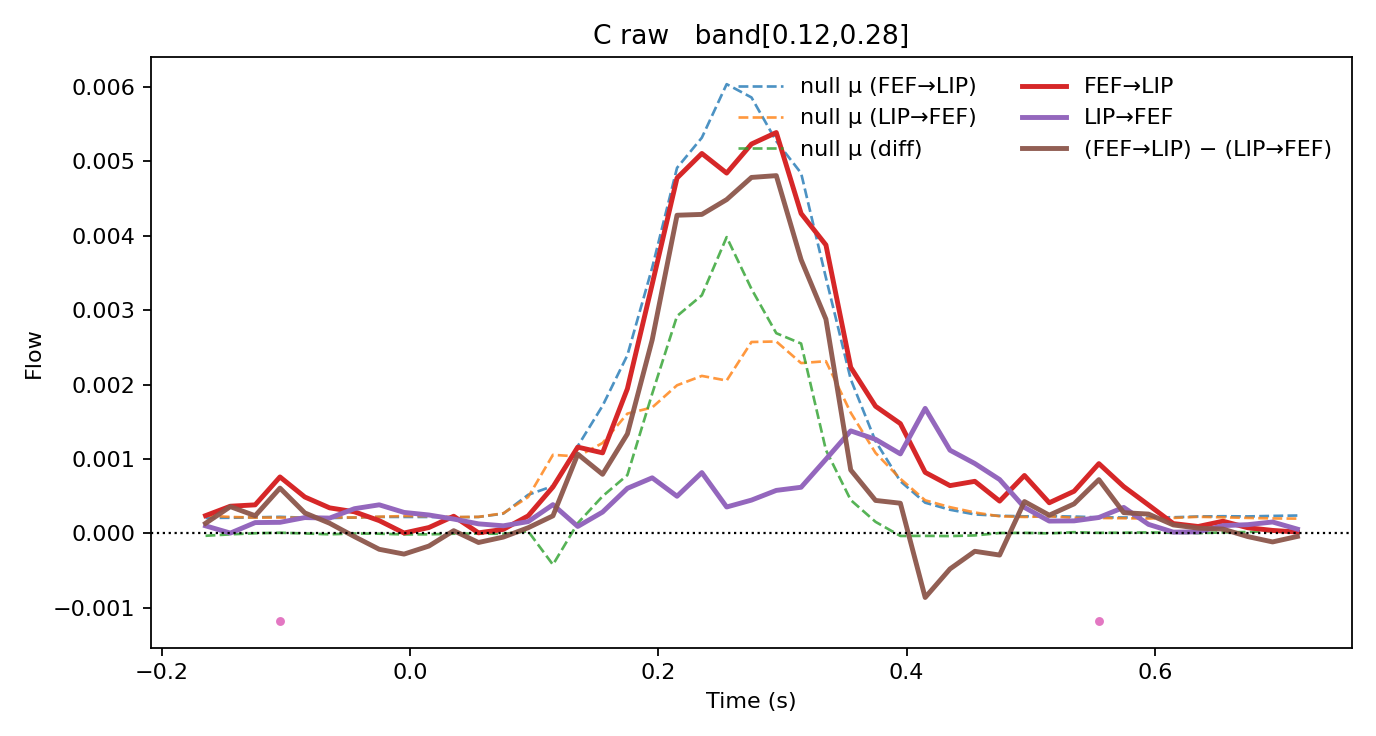 C raw   band[0.12,0.28]
null μ (FEF→LIP)
null μ (LIP→FEF)
null μ (diff)
FEF→LIP
LIP→FEF
(FEF→LIP) − (LIP→FEF)
Flow
0.006
0.005
0.004
0.003
0.002
0.001
0.000
−0.001
−0.2
0.0
0.2
0.4
0.6
Time (s)